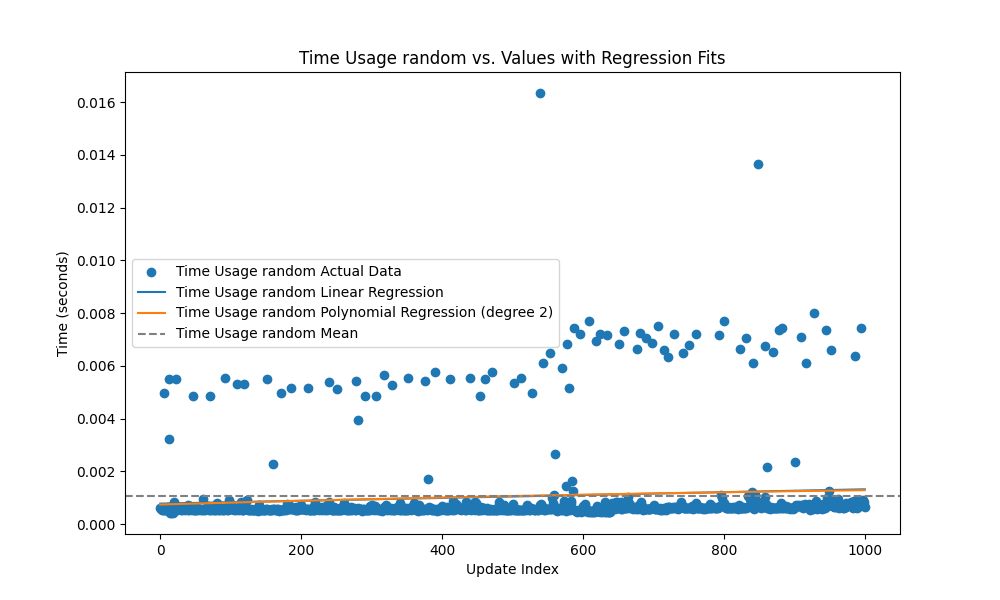 Time Usage random vs. Values with Regression Fits
Time (seconds)
0.016
0.014
0.012
0.010
0.008
0.006
0.004
0.002
0.000
Time Usage random Actual Data
Time Usage random Linear Regression
Time Usage random Polynomial Regression (degree 2)
Time Usage random Mean
0 200 400 600 800 1000
Update Index